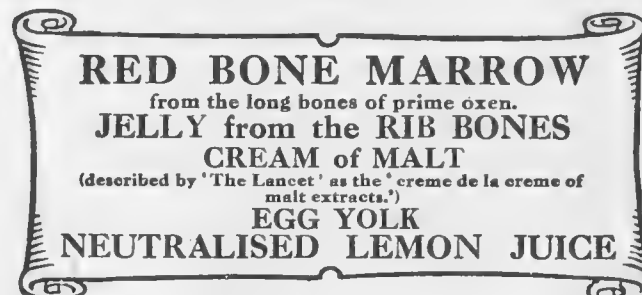 RED BONE MARROW
from the long bones of prime oxen.
JELLY from the RIB BONES
CREAM of MALT
(described by 'The Lancet' as the 'creme de la creme of
malt extracts.')
EGG YOLK
NEUTRALISED LEMON JUICE